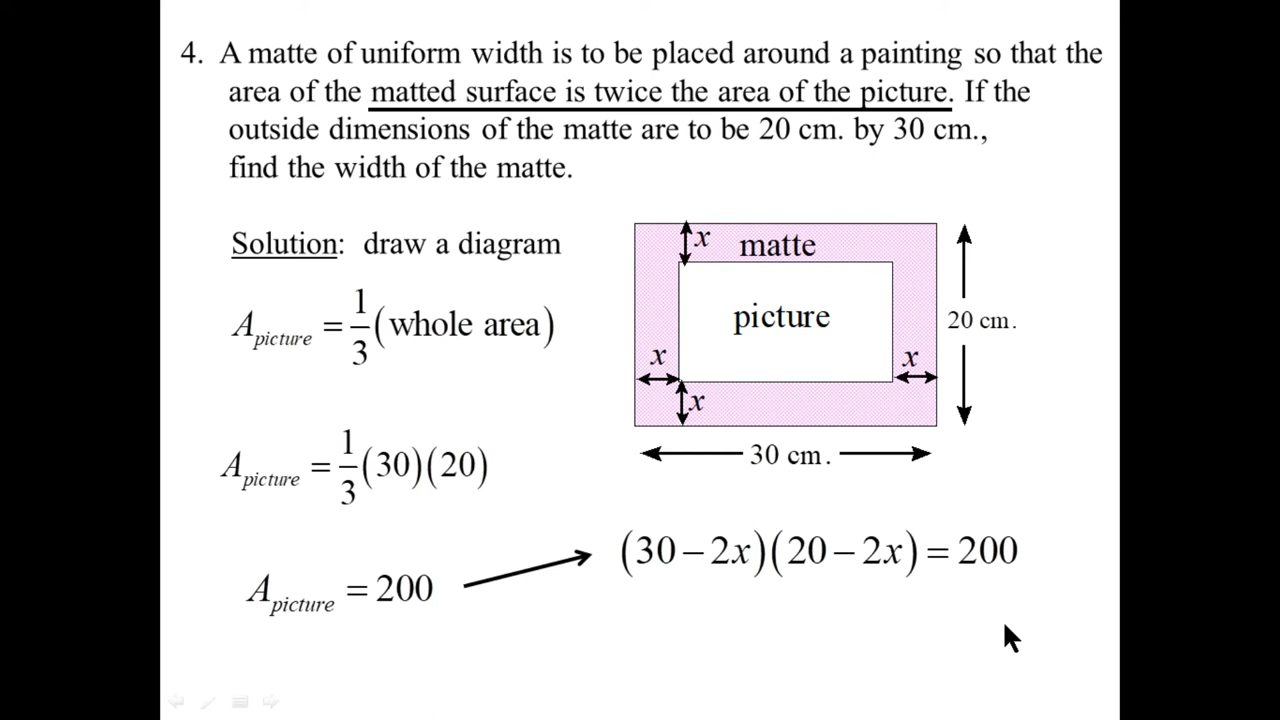 4. A matte of uniform width is to be placed around a painting so that the
area of the matted surface is twice the area of the picture. If the
outside dimensions of the matte are to be 20 cm. by 30 cm.,
find the width of the matte.
Solution: draw a diagram
A_picture = 1/3 (whole area)
A_picture = 1/3 (30)(20)
A_picture = 200
x
matte
picture
20 cm.
x
x
x
30 cm.
(30 – 2x)(20 – 2x) = 200